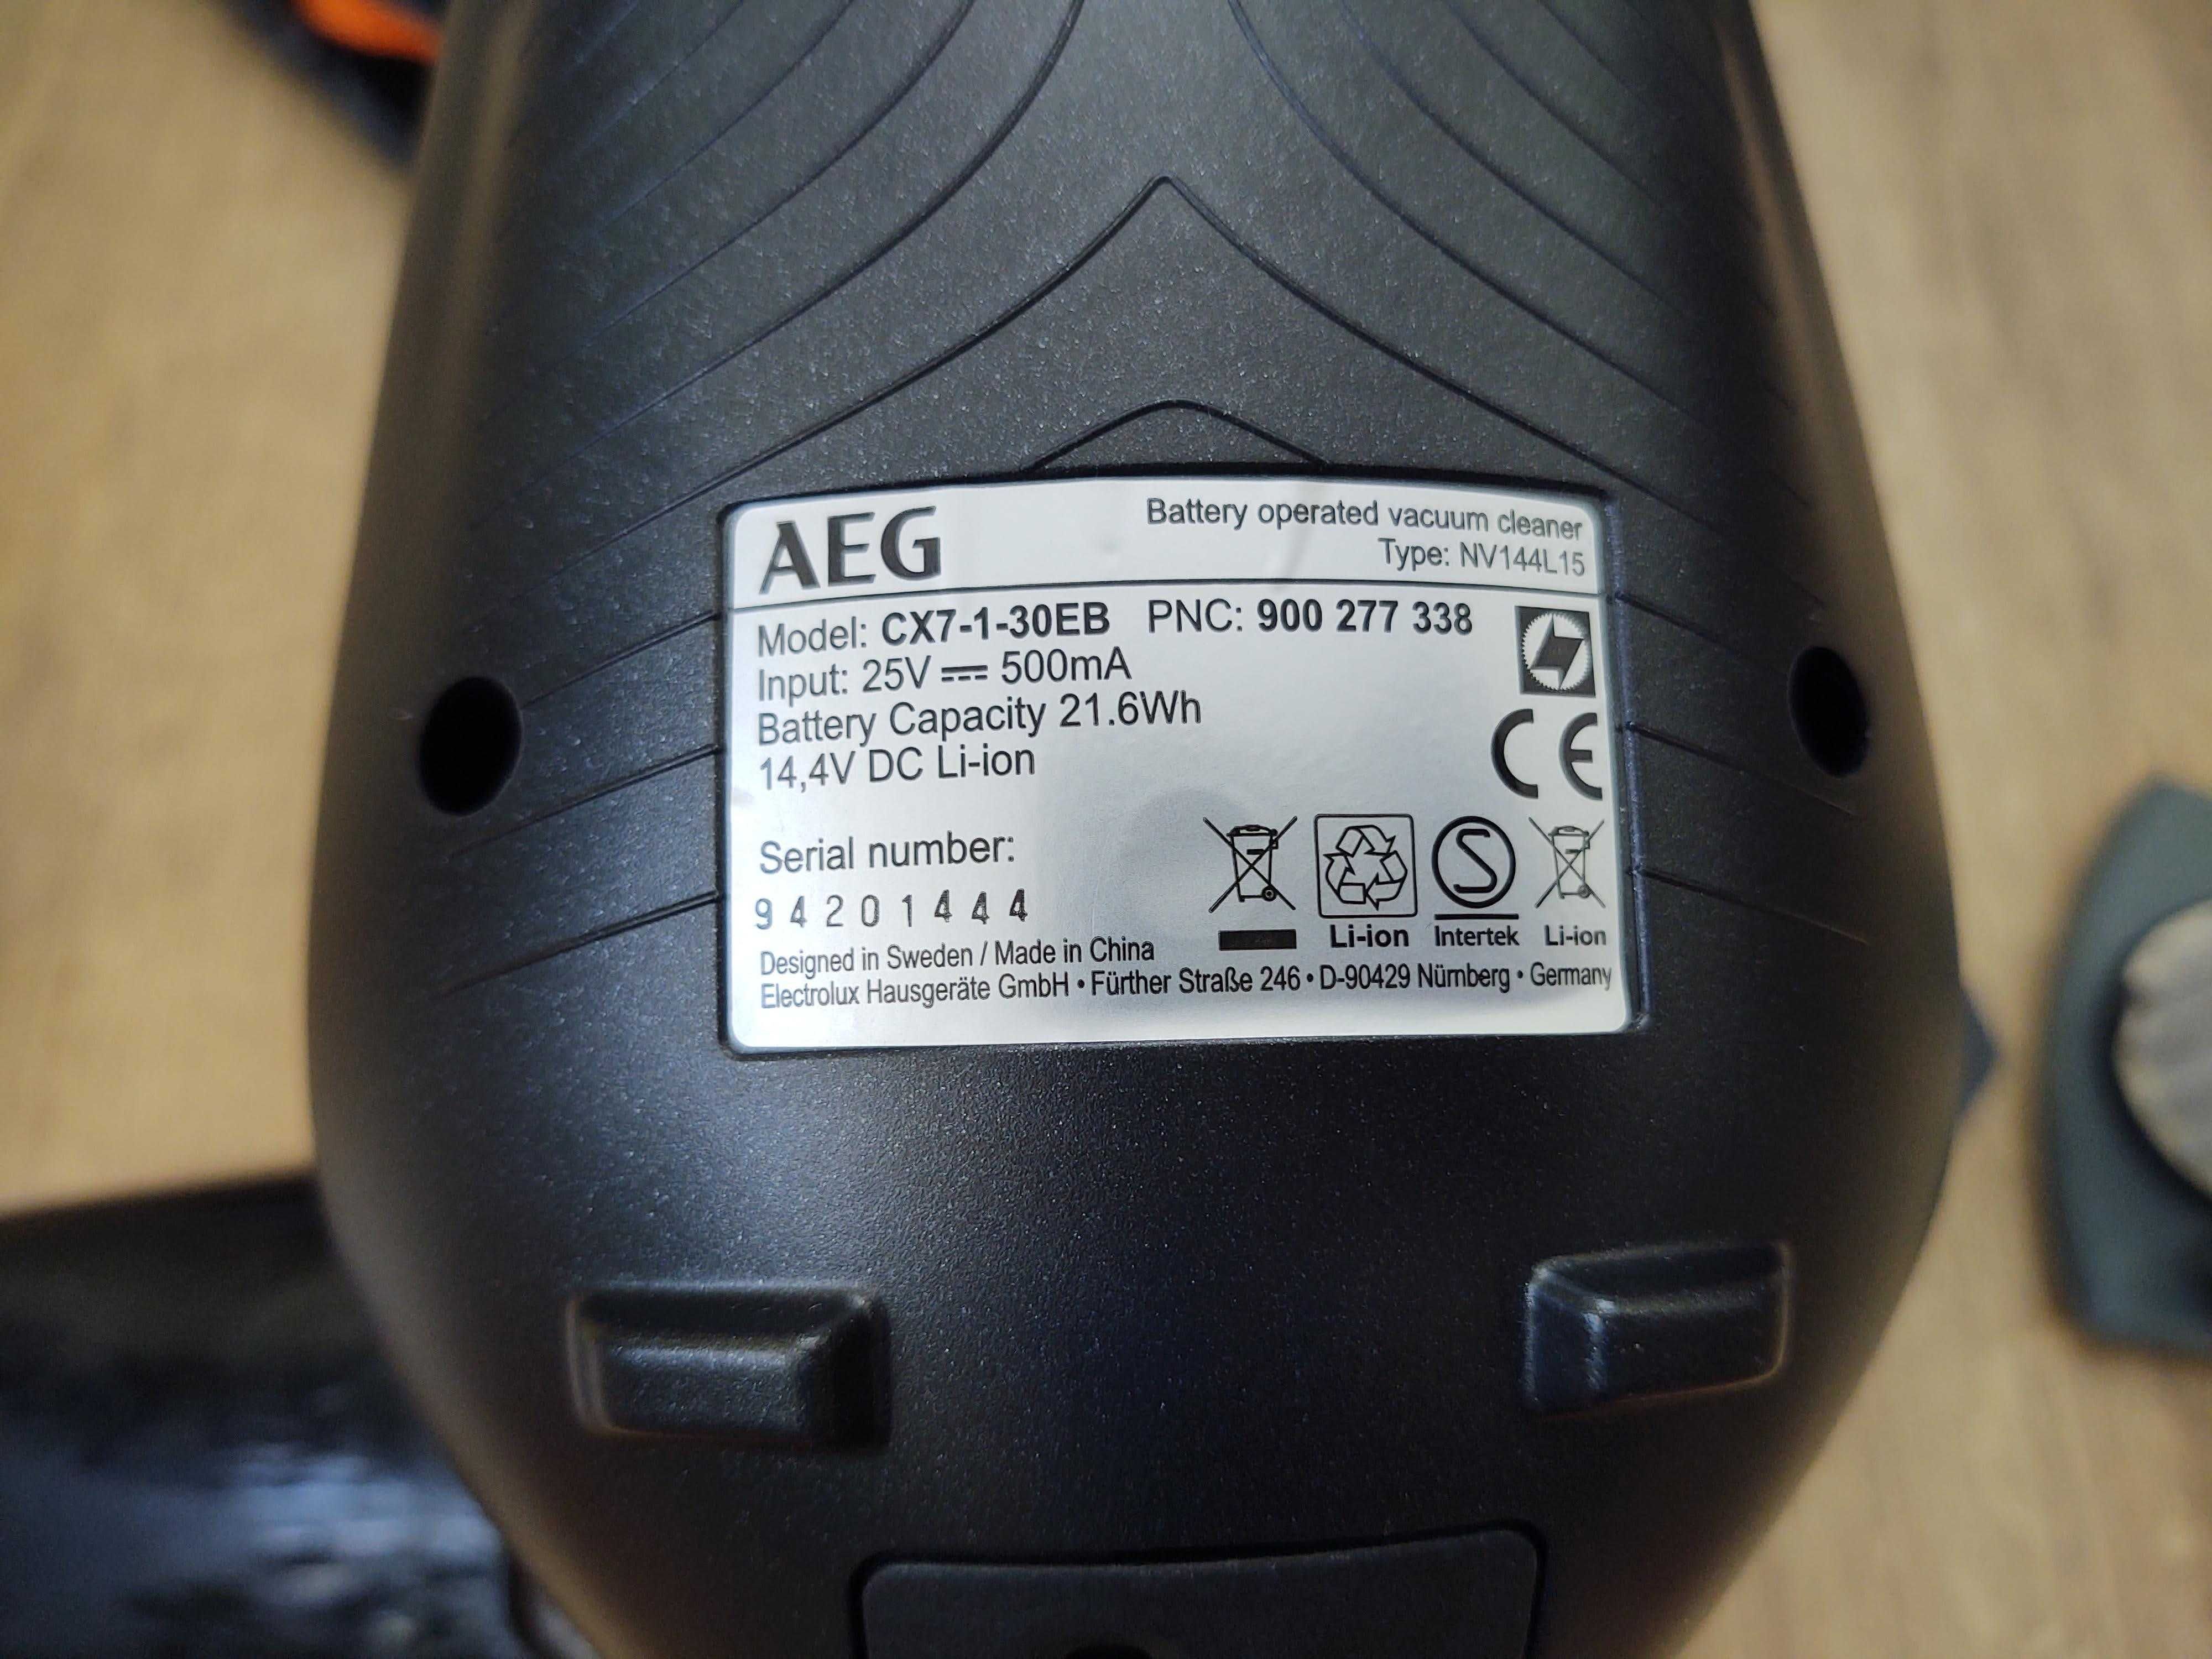 AEG
Battery operated vacuum cleaner
Type: NV144L15
Model: CX7-1-30EB PNC: 900 277 338
Input: 25V ⎓ 500mA
Battery Capacity 21.6Wh
14,4V DC Li-ion
CE
Serial number:
94201444
S
Li-ion Intertek Li-ion
Designed in Sweden / Made in China
Electrolux Hausgeräte GmbH • Fürther Straße 246 • D-90429 Nürnberg • Germany